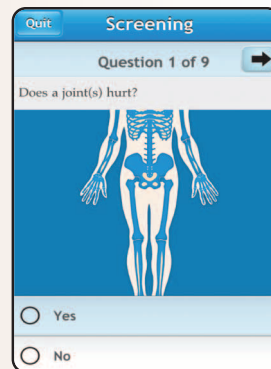 Quit
Screening
Question 1 of 9
Does a joint(s) hurt?
Yes
No